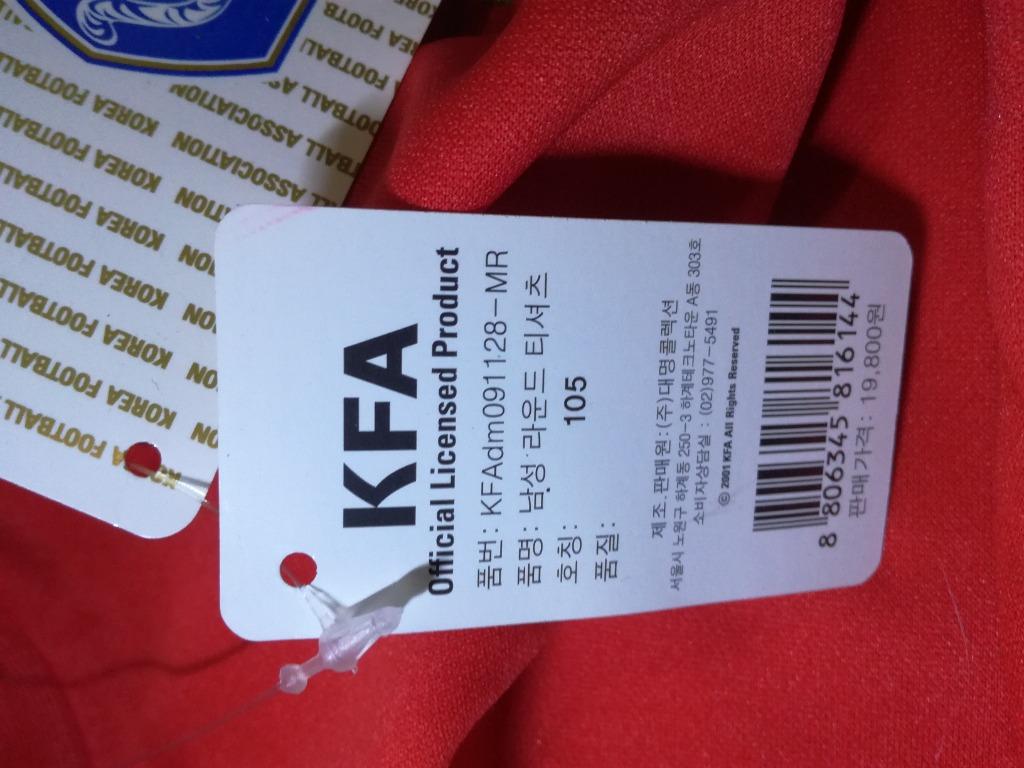 KFA
Official Licensed Product
품번: KFAdm091128-MR
품명: 남성 라운드 티셔츠
호칭: 105
품질:
제조.판매원:(주)대명콜렉션
서울시 노원구 하계동 250-3 하계테크노타운 A동 303호
소비자상담실 : (02)977-5491
© 2001 KFA All Rights Reserved
8 806345 816144
판매가격: 19,800원
KOREA FOOTBALL ASSOCIATION
KOREA FOOTBALL
KOREA FOOTBALL
KOREA FOOTBALL
KOREA FOOTBALL
KOREA FOOTBALL